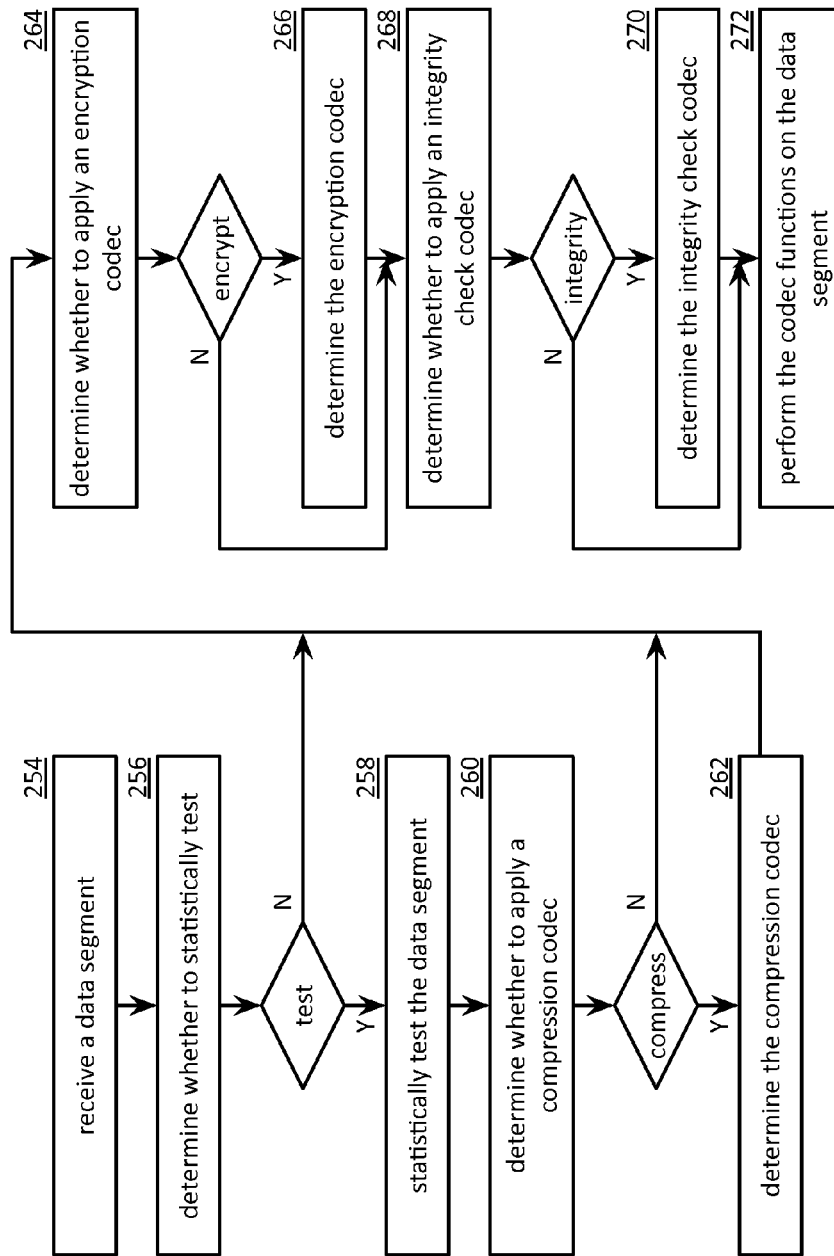 254
receive a data segment
256
determine whether to statistically test
test
N
Y
258
statistically test the data segment
260
determine whether to apply a
compression codec
compress
N
Y
262
determine the compression codec
264
determine whether to apply an encryption
codec
encrypt
N
Y
266
determine the encryption codec
268
determine whether to apply an integrity
check codec
integrity
N
Y
270
determine the integrity check codec
272
perform the codec functions on the data
segment